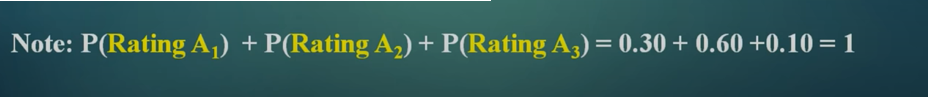 Note: P(Rating A₁) + P(Rating A₂) + P(Rating A₃) = 0.30 + 0.60 +0.10 = 1